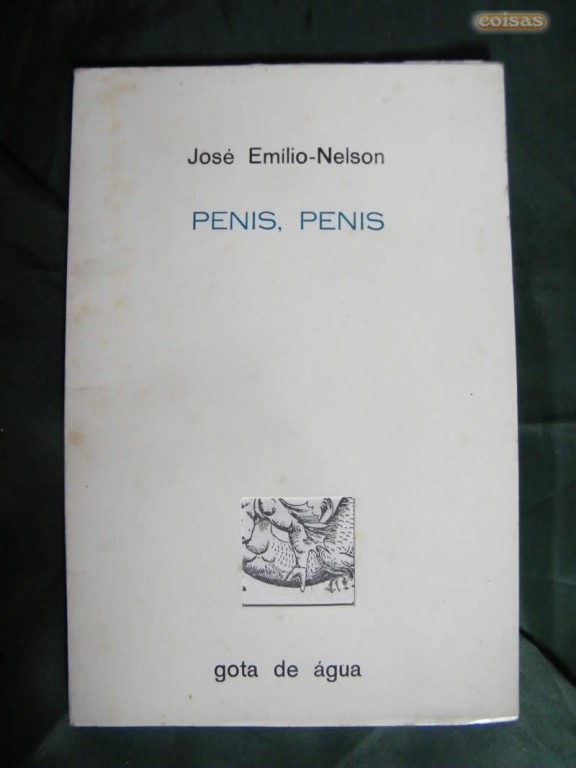 coisas
José Emílio-Nelson
PENIS, PENIS
gota de água